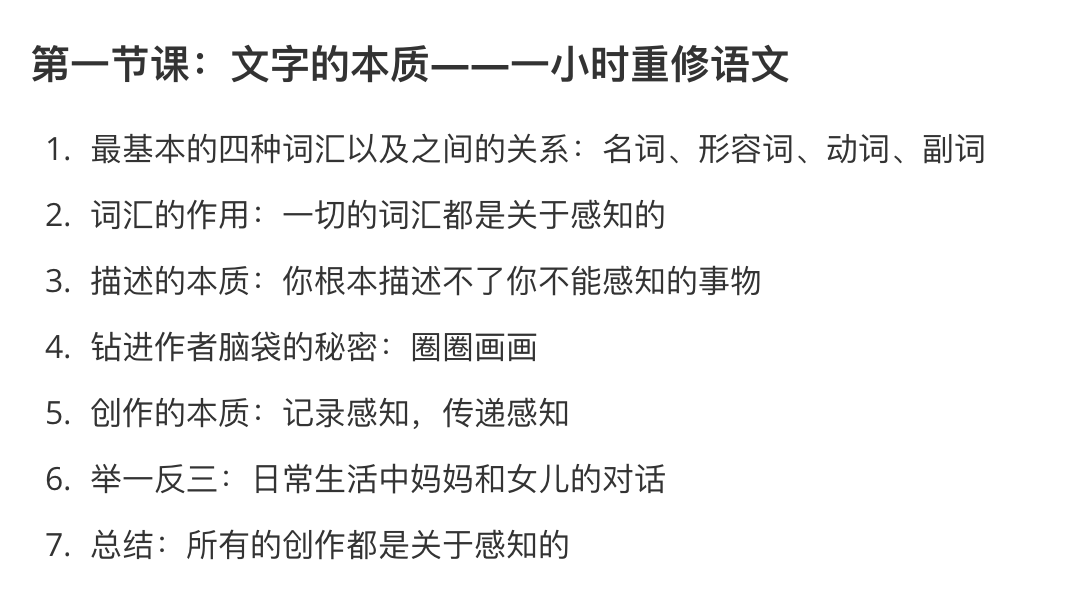 第一节课：文字的本质——一小时重修语文
1. 最基本的四种词汇以及之间的关系：名词、形容词、动词、副词
2. 词汇的作用：一切的词汇都是关于感知的
3. 描述的本质：你根本描述不了你不能感知的事物
4. 钻进作者脑袋的秘密：圈圈画画
5. 创作的本质：记录感知，传递感知
6. 举一反三：日常生活中妈妈和女儿的对话
7. 总结：所有的创作都是关于感知的